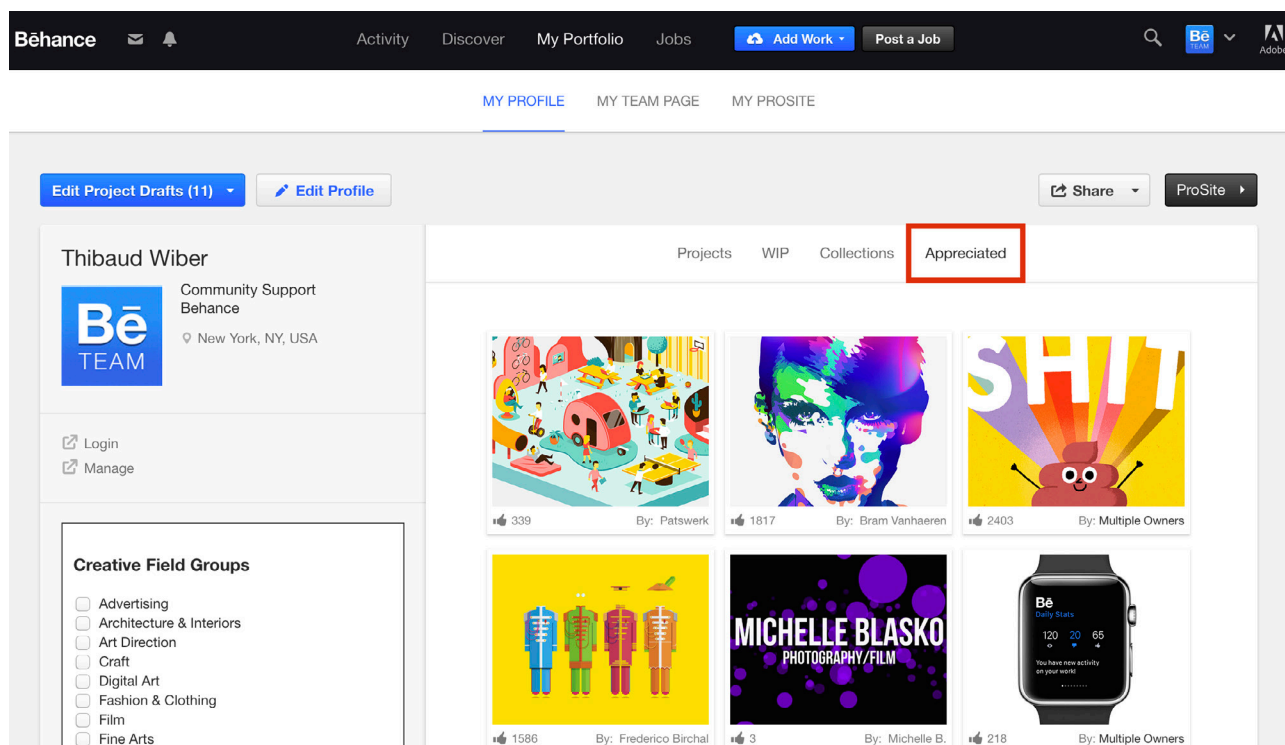 Bēhance
Activity Discover My Portfolio Jobs
Add Work
Post a Job
Bē
TEAM
Adobe
MY PROFILE MY TEAM PAGE MY PROSITE
Edit Project Drafts (11)
Edit Profile
Share
ProSite
Thibaud Wiber
Bē
TEAM
Community Support
Behance
New York, NY, USA
Login
Manage
Creative Field Groups
Advertising
Architecture & Interiors
Art Direction
Craft
Digital Art
Fashion & Clothing
Film
Fine Arts
Projects WIP Collections Appreciated
339 By: Patswerk
1817 By: Bram Vanhaeren
SHIT
2403 By: Multiple Owners
1586 By: Frederico Birchal
MICHELLE BLASKO
PHOTOGRAPHY/FILM
3 By: Michelle B.
Bē
Daily Stats
120 20 65
You have new activity
on your work!
218 By: Multiple Owners